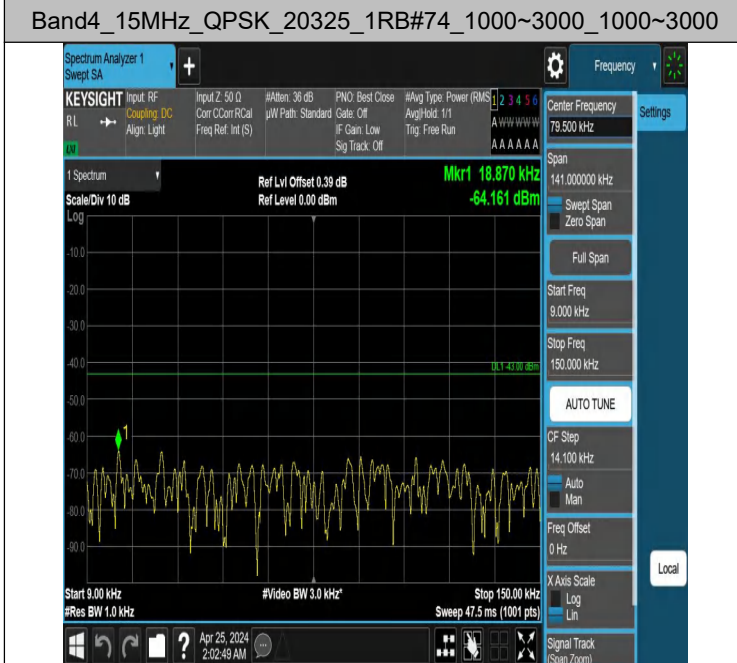 Band4_15MHz_QPSK_20325_1RB#74_1000~3000_1000~3000
Spectrum Analyzer 1
Swept SA
+
Frequency
KEYSIGHT
RL
Input: RF
Coupling: DC
Align: Light
Input Z: 50 Ω
Corr CCorr RCal
Freq Ref: Int (S)
#Atten: 36 dB
µW Path: Standard
PNO: Best Close
Gate: Off
IF Gain: Low
Sig Track: Off
#Avg Type: Power (RMS
Avg|Hold: 1/1
Trig: Free Run
1 2 3 4 5 6
A W W W W W
A A A A A A
1 Spectrum
Scale/Div 10 dB
Log
Ref Lvl Offset 0.39 dB
Ref Level 0.00 dBm
Mkr1 18.870 kHz
-64.161 dBm
-10.0
-20.0
-30.0
-40.0
DL1 -43.00 dBm
-50.0
-60.0
1
-70.0
-80.0
-90.0
Start 9.00 kHz
#Res BW 1.0 kHz
#Video BW 3.0 kHz*
Stop 150.00 kHz
Sweep 47.5 ms (1001 pts)
?
Apr 25, 2024
2:02:49 AM
Center Frequency
79.500 kHz
Span
141.000000 kHz
Swept Span
Zero Span
Full Span
Start Freq
9.000 kHz
Stop Freq
150.000 kHz
AUTO TUNE
CF Step
14.100 kHz
Auto
Man
Freq Offset
0 Hz
X Axis Scale
Log
Lin
Signal Track
(Span Zoom)
Settings
Local